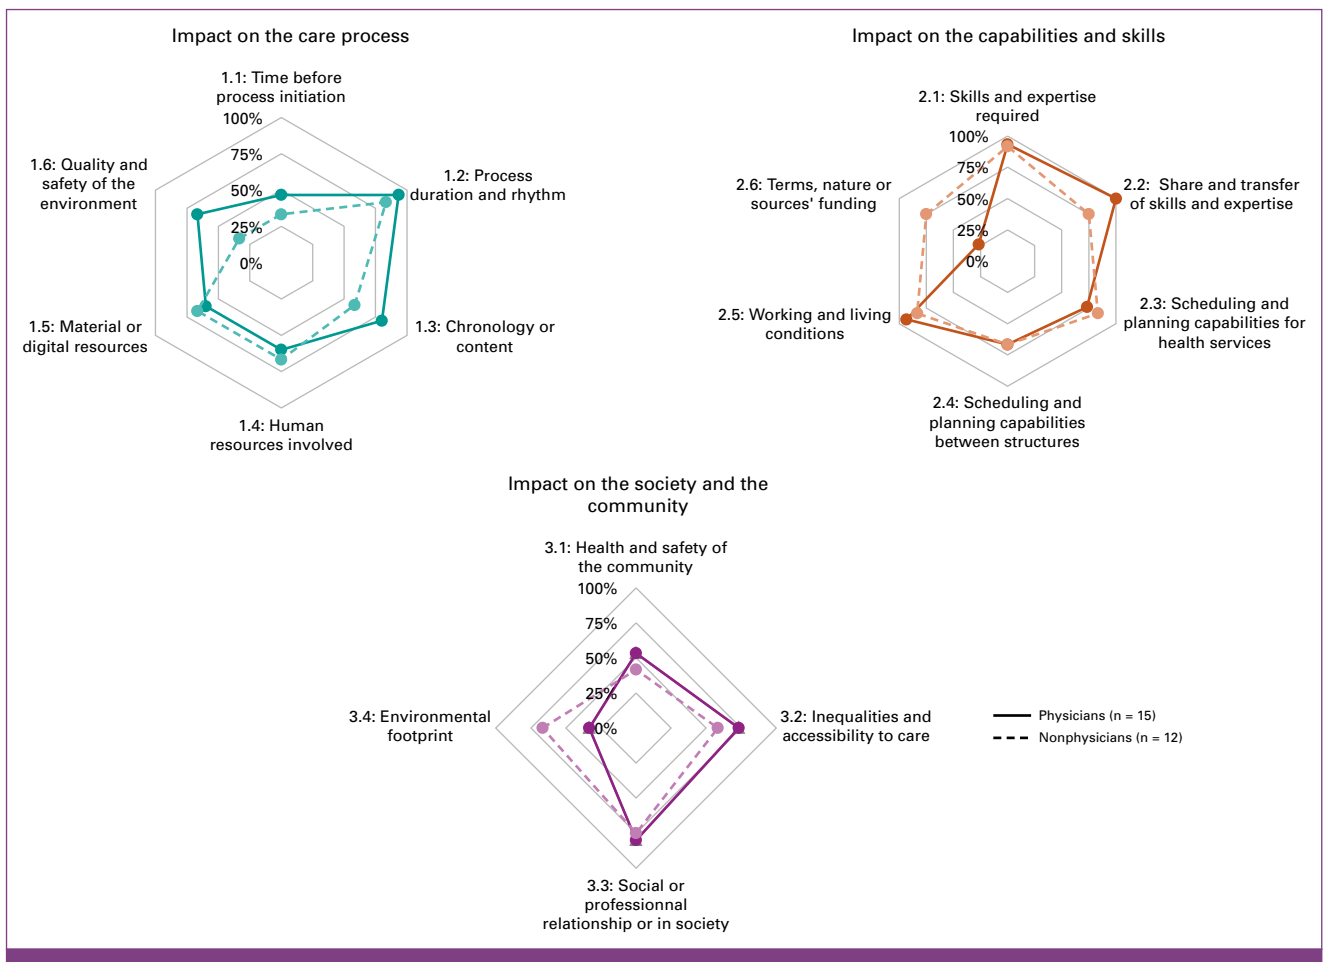 Impact on the care process
1.1: Time before
process initiation
100%
75%
50%
25%
0%
1.2: Process
duration and rhythm
1.3: Chronology or
content
1.4: Human
resources involved
1.5: Material or
digital resources
1.6: Quality and
safety of the
environment
Impact on the capabilities and skills
2.1: Skills and expertise
required
100%
75%
50%
25%
0%
2.2:  Share and transfer
of skills and expertise
2.3: Scheduling and
planning capabilities for
health services
2.4: Scheduling and
planning capabilities
between structures
2.5: Working and living
conditions
2.6: Terms, nature or
sources' funding
Impact on the society and the
community
3.1: Health and safety of
the community
100%
75%
50%
25%
0%
3.2: Inequalities and
accessibility to care
3.3: Social or
professionnal
relationship or in society
3.4: Environmental
footprint
Physicians (n = 15)
Nonphysicians (n = 12)